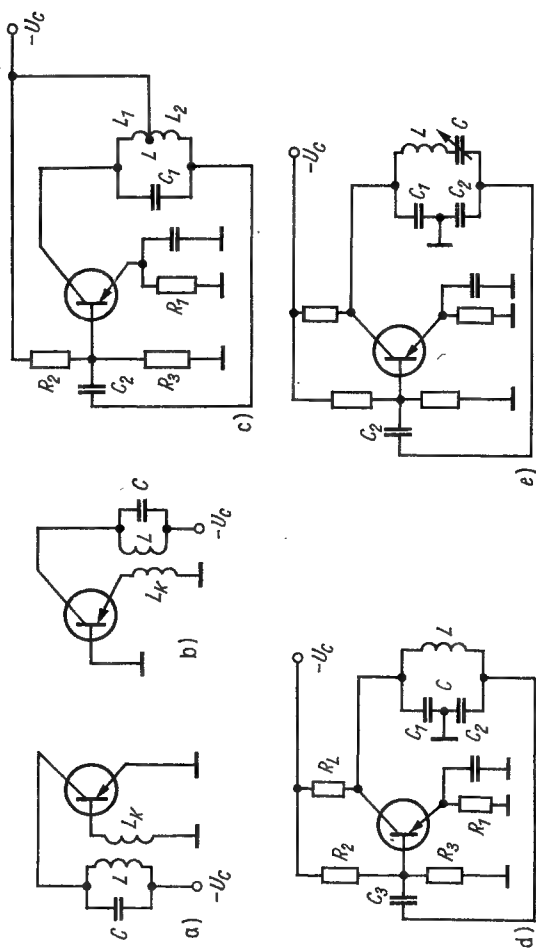 C
L
L_K
-U_C
a)
L
C
L_K
-U_C
b)
-U_C
R_2
C_2
R_3
R_1
L_1
L
L_2
C_1
c)
-U_C
R_2
R_L
C_3
R_3
R_1
C_1
C
C_2
L
d)
-U_C
C_2
C_1
C_2
L
C
e)